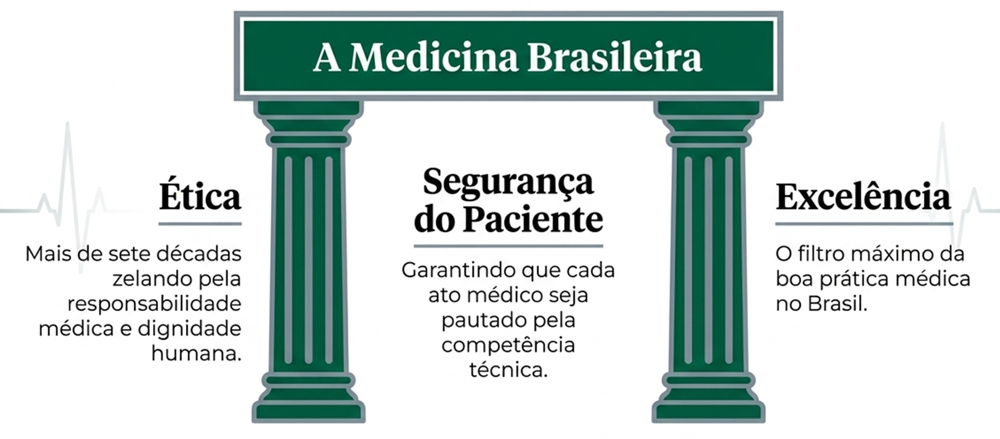 A Medicina Brasileira
Ética
Mais de sete décadas
zelando pela
responsabilidade
médica e dignidade
humana.
Segurança
do Paciente
Garantindo que cada
ato médico seja
pautado pela
competência
técnica.
Excelência
O filtro máximo da
boa prática médica
no Brasil.